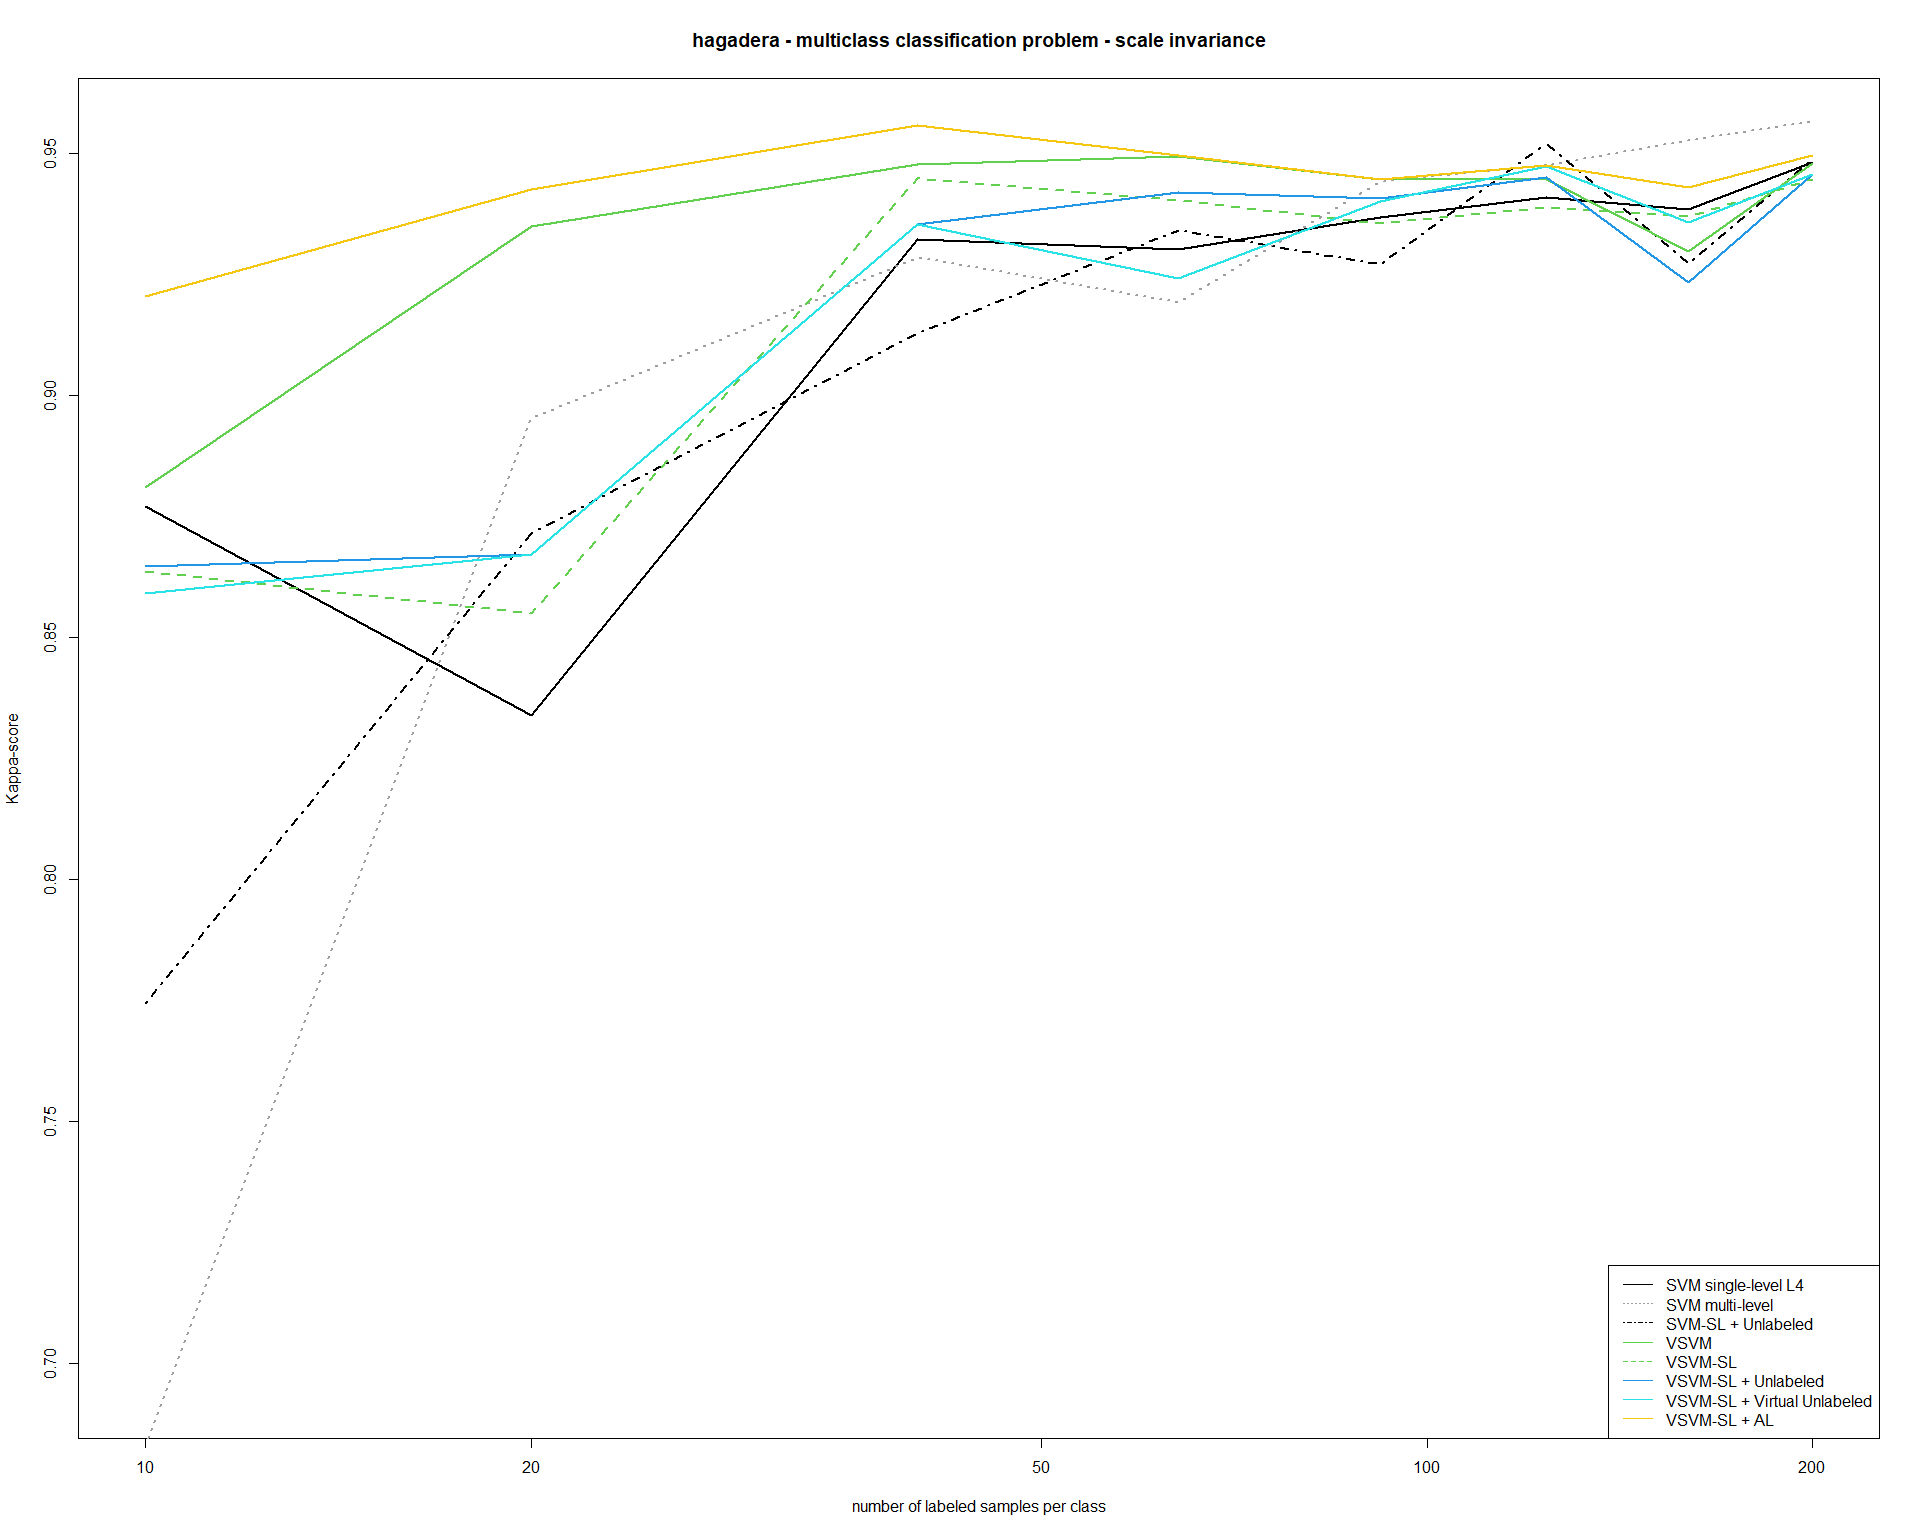 hagadera - multiclass classification problem - scale invariance
0.95
0.90
0.85
0.80
0.75
0.70
Kappa-score
SVM single-level L4
SVM multi-level
SVM-SL + Unlabeled
VSVM
VSVM-SL
VSVM-SL + Unlabeled
VSVM-SL + Virtual Unlabeled
VSVM-SL + AL
10 20 50 100 200
number of labeled samples per class